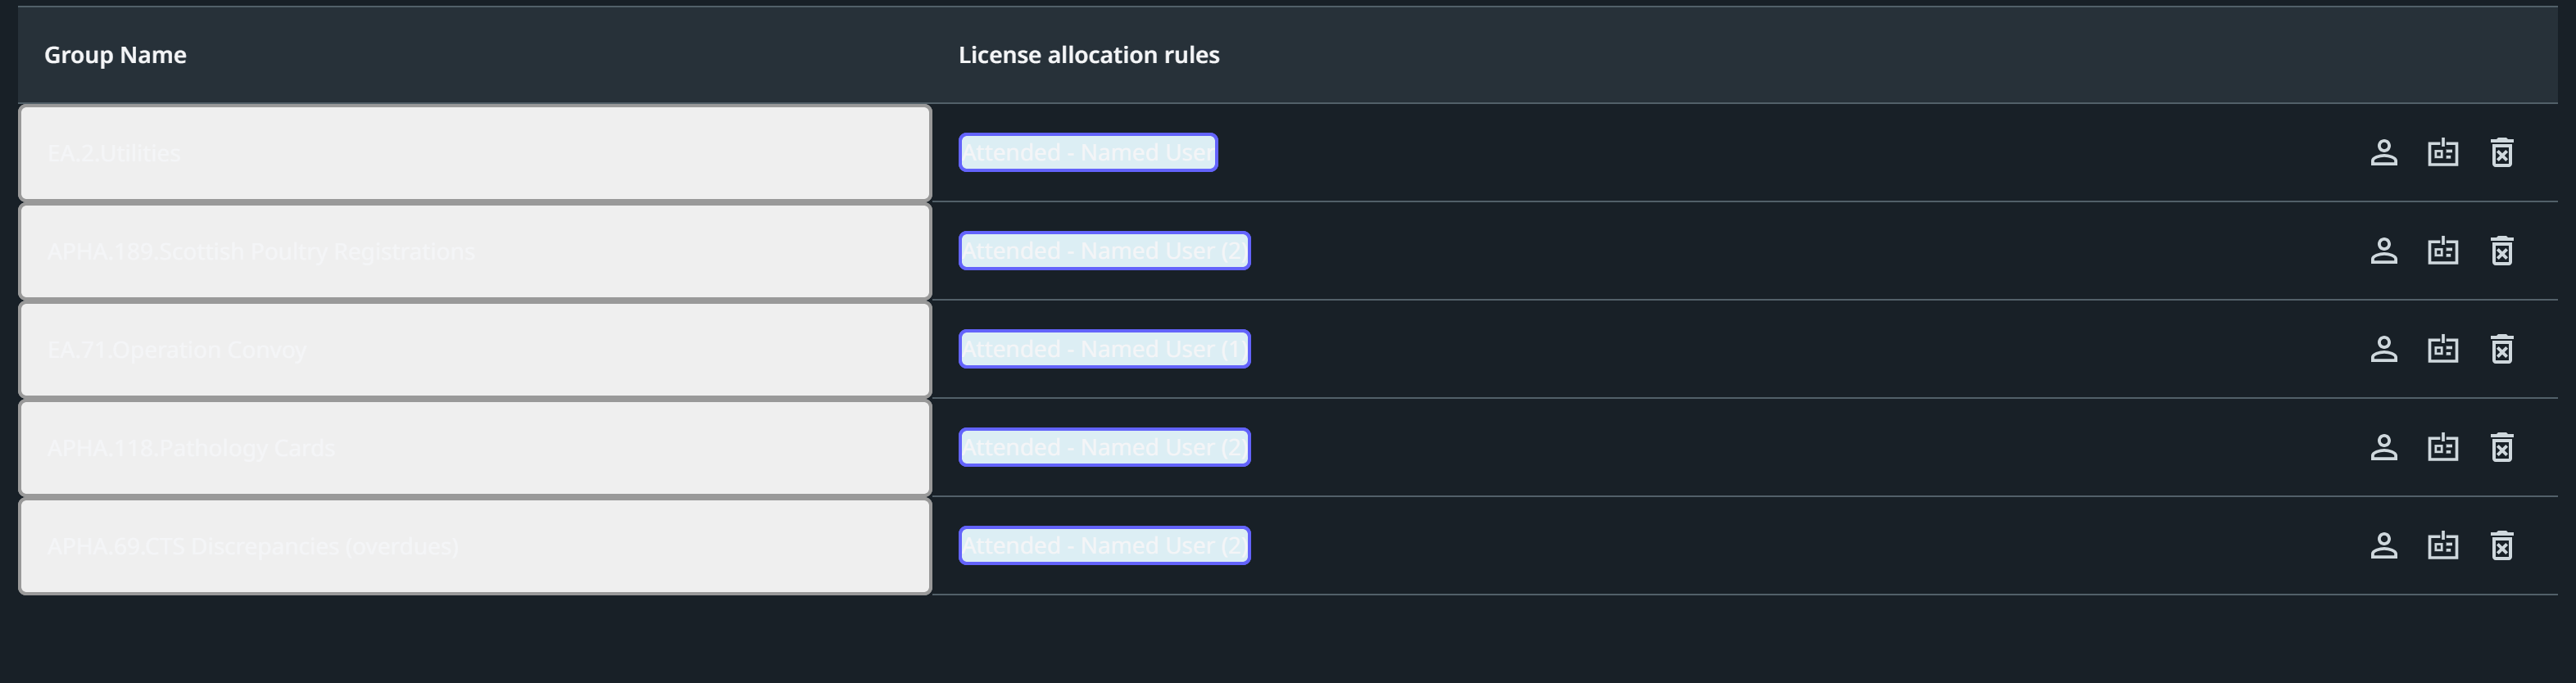 Group Name License allocation rules
EA.2.Utilities Attended - Named User
APHA.189.Scottish Poultry Registrations Attended - Named User (2)
EA.71.Operation Convoy Attended - Named User (1)
APHA.118.Pathology Cards Attended - Named User (2)
APHA.69.CTS Discrepancies (overdues) Attended - Named User (2)